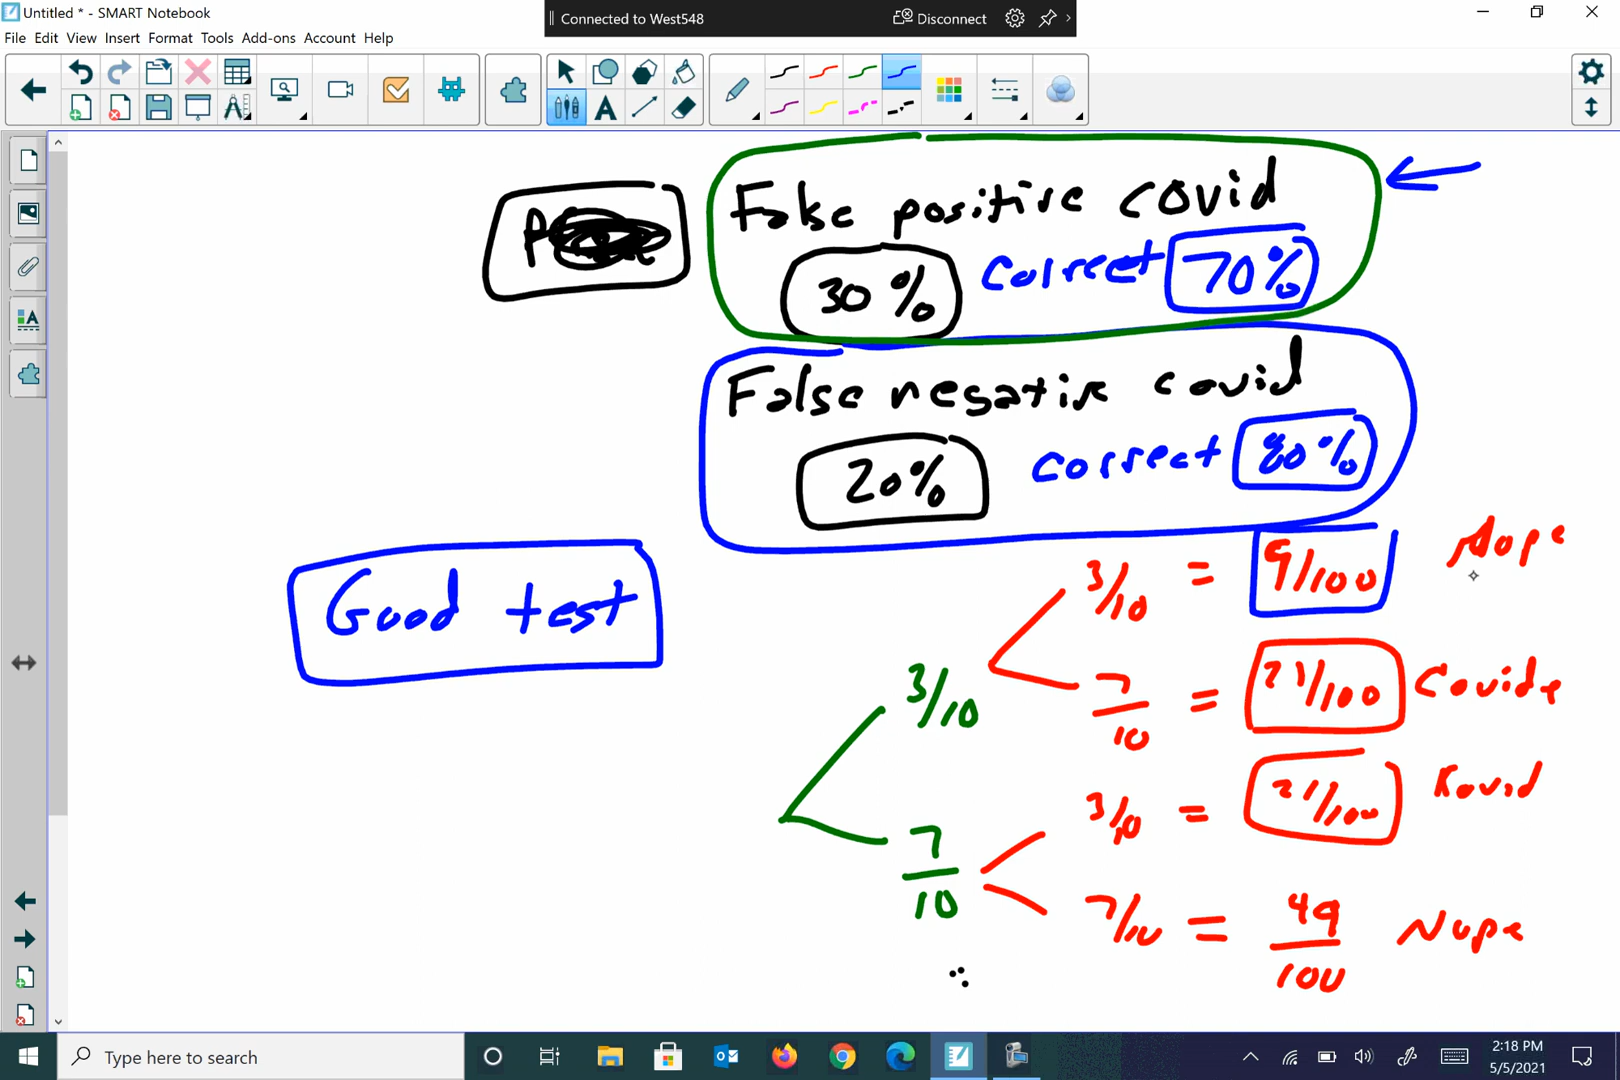 Untitled * - SMART Notebook
Connected to West548
Disconnect
File Edit View Insert Format Tools Add-ons Account Help
False positive covid
30% correct 70%
False negative covid
20% correct 80%
Good test
3/10 = 9/100 Nope
3/10
7/10 = 21/100 Covide
3/10 = 21/100 Kovid
7/10
7/10 = 49/100 Nope
Type here to search
2:18 PM
5/5/2021